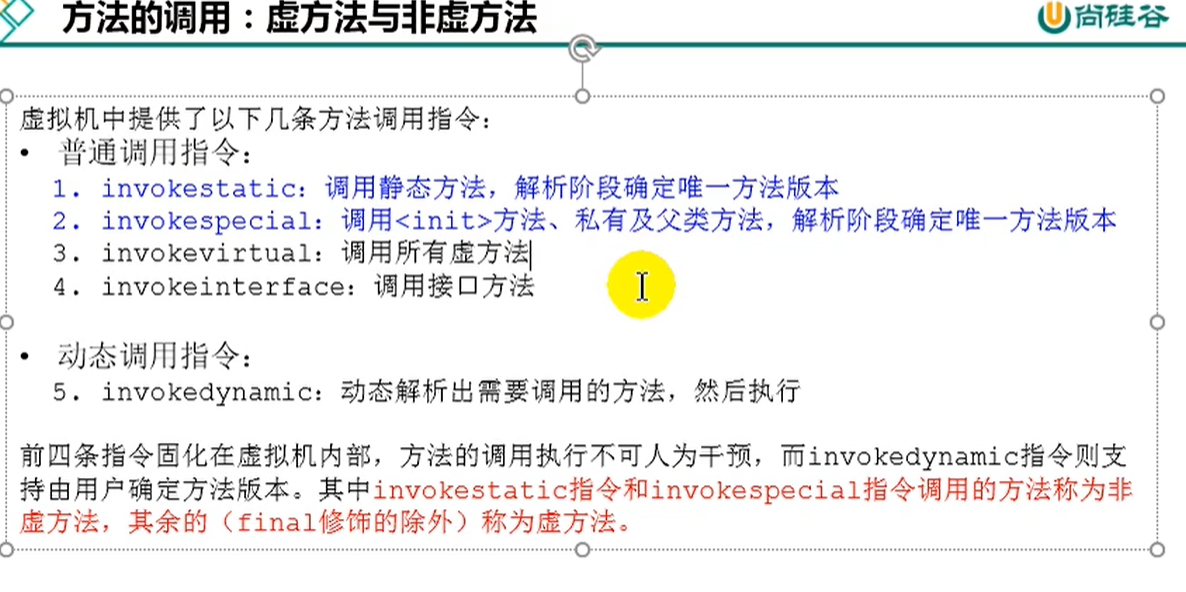 方法的调用：虚方法与非虚方法
尚硅谷
虚拟机中提供了以下几条方法调用指令：
• 普通调用指令：
1. invokestatic：调用静态方法，解析阶段确定唯一方法版本
2. invokespecial：调用<init>方法、私有及父类方法，解析阶段确定唯一方法版本
3. invokevirtual：调用所有虚方法
4. invokeinterface：调用接口方法
• 动态调用指令：
5. invokedynamic：动态解析出需要调用的方法，然后执行
前四条指令固化在虚拟机内部，方法的调用执行不可人为干预，而invokedynamic指令则支
持由用户确定方法版本。其中invokestatic指令和invokespecial指令调用的方法称为非
虚方法，其余的（final修饰的除外）称为虚方法。